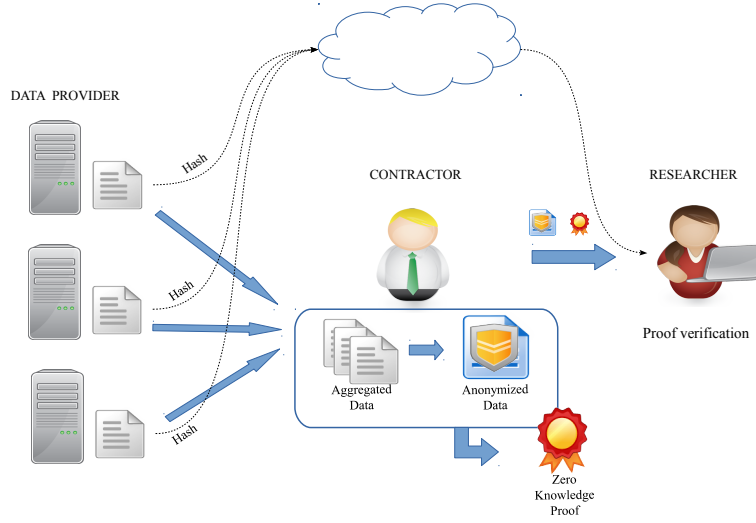 DATA PROVIDER
Hash
CONTRACTOR
RESEARCHER
Hash
Proof verification
Aggregated
Data
Anonymized
Data
Hash
Zero
Knowledge
Proof